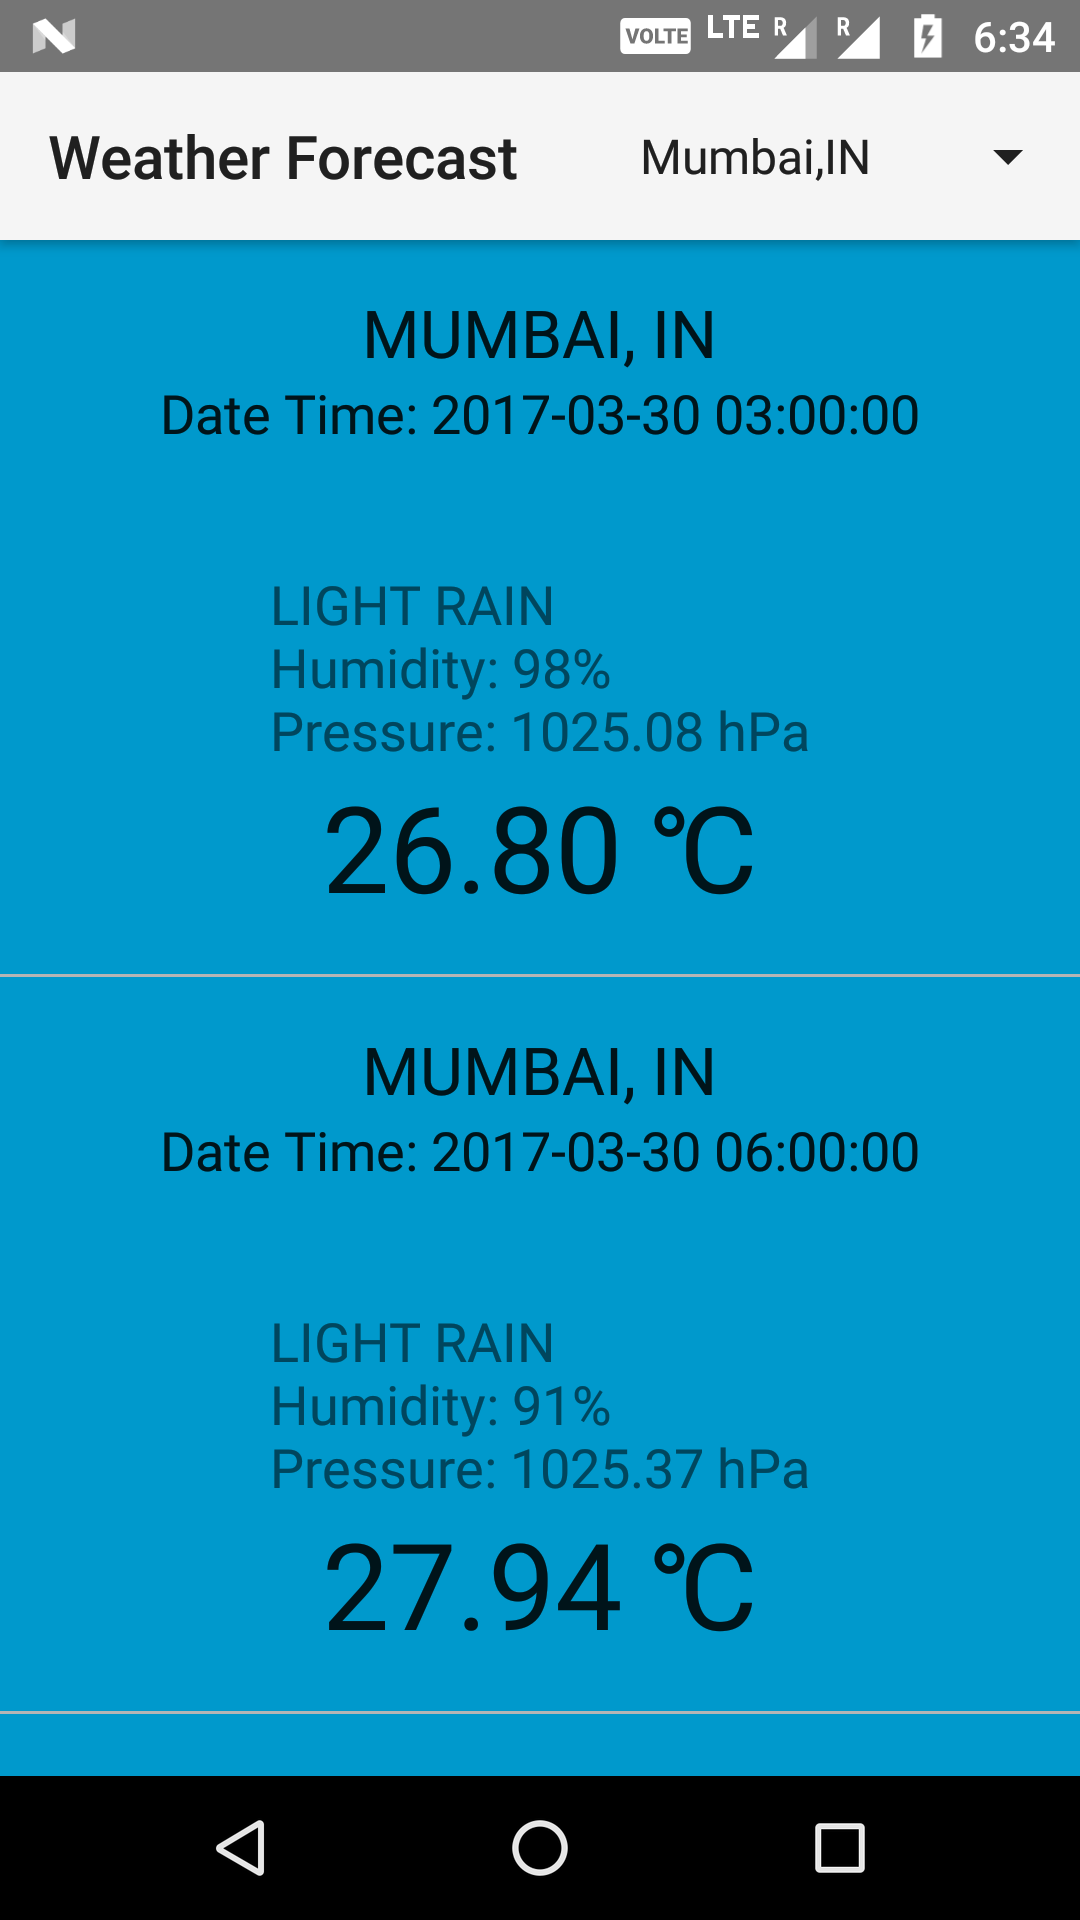 VOLTE LTE R R 6:34
Weather Forecast Mumbai,IN
MUMBAI, IN
Date Time: 2017-03-30 03:00:00
LIGHT RAIN
Humidity: 98%
Pressure: 1025.08 hPa
26.80 ℃
MUMBAI, IN
Date Time: 2017-03-30 06:00:00
LIGHT RAIN
Humidity: 91%
Pressure: 1025.37 hPa
27.94 ℃